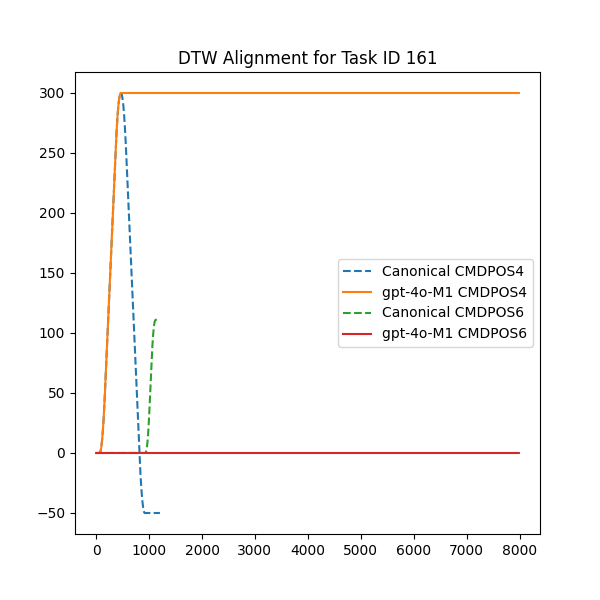 DTW Alignment for Task ID 161
300
250
200
150
100
50
0
−50
Canonical CMDPOS4
gpt-4o-M1 CMDPOS4
Canonical CMDPOS6
gpt-4o-M1 CMDPOS6
0 1000 2000 3000 4000 5000 6000 7000 8000